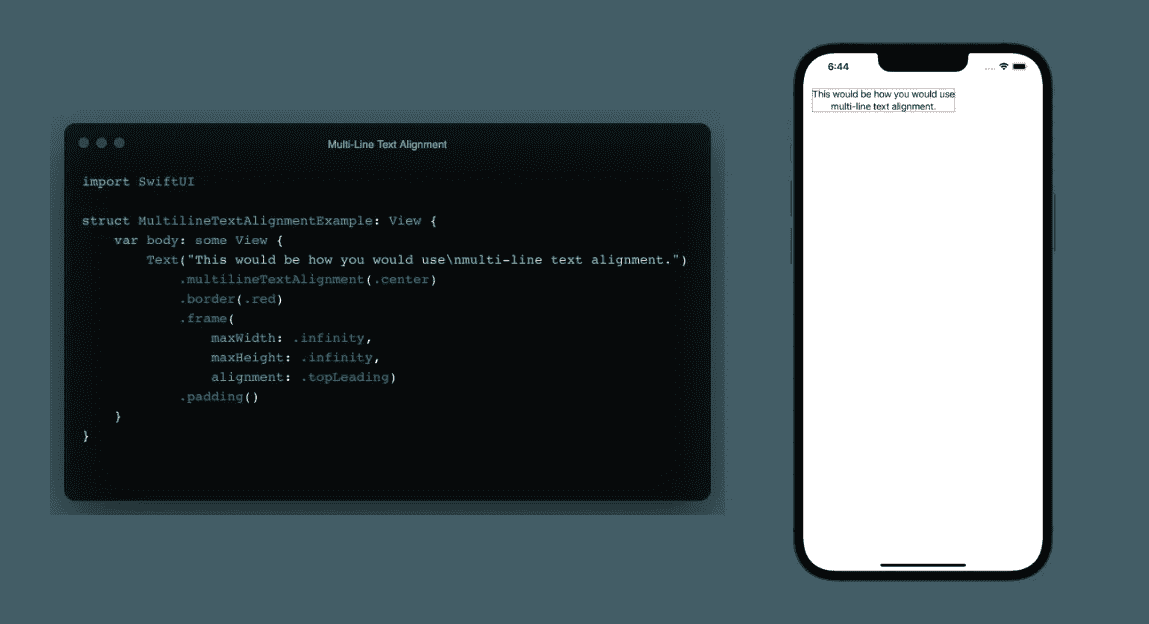 Multi-Line Text Alignment
import SwiftUI
struct MultilineTextAlignmentExample: View {
var body: some View {
Text("This would be how you would use\nmulti-line text alignment.")
.multilineTextAlignment(.center)
.border(.red)
.frame(
maxWidth: .infinity,
maxHeight: .infinity,
alignment: .topLeading)
.padding()
}
}
6:44
This would be how you would use
multi-line text alignment.